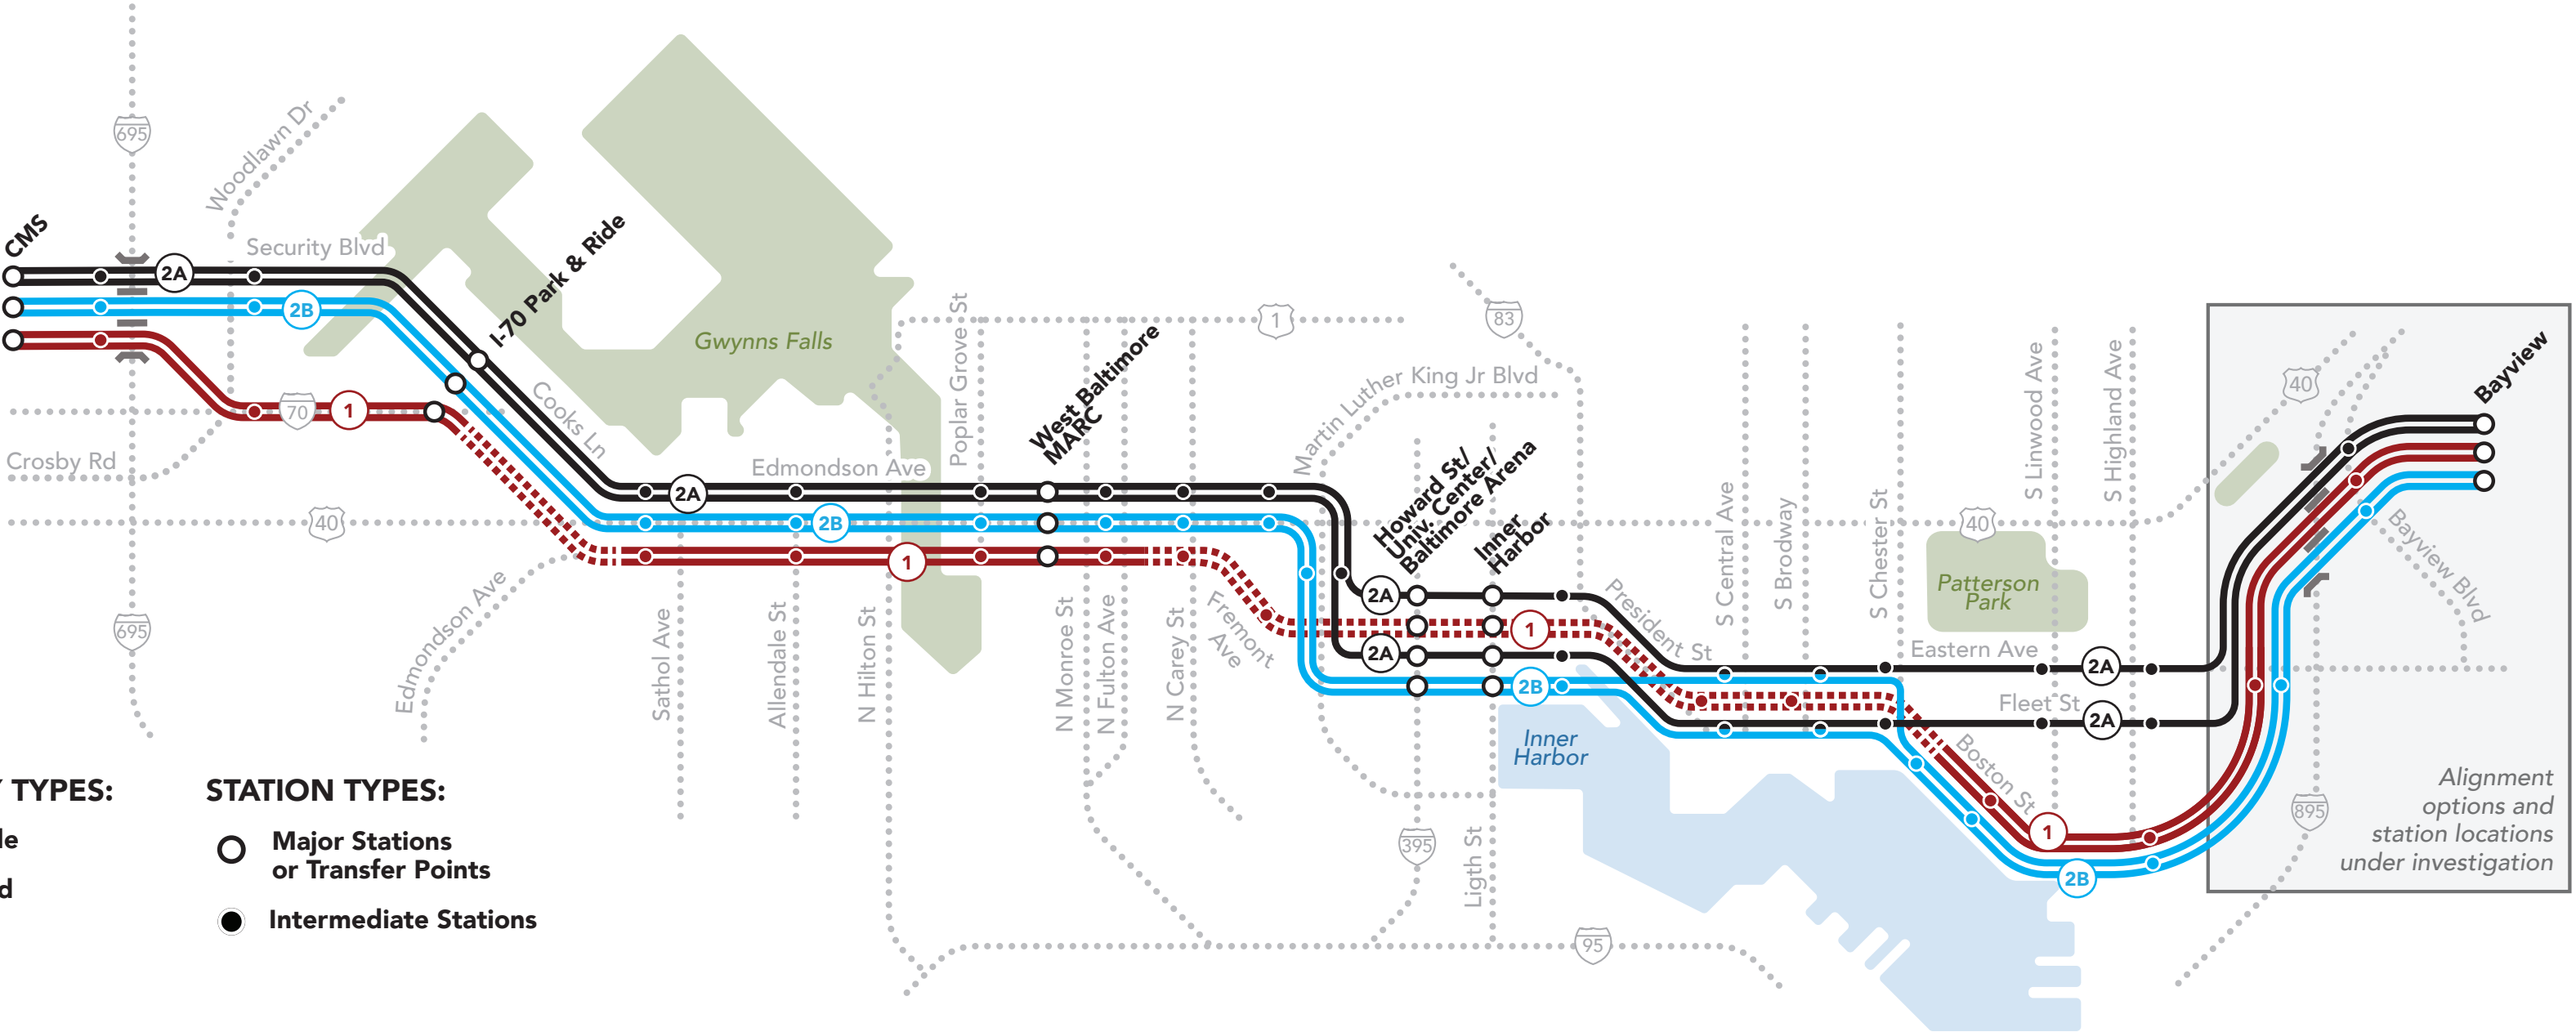 695
Woodlawn Dr
CMS
Security Blvd
2A
2B
I-70 Park & Ride
Gwynns Falls
70
1
Crosby Rd
40
Cooks Ln
Edmondson Ave
2A
2B
1
Edmondson Ave
695
Sathol Ave
Allendale St
N Hilton St
Poplar Grove St
West Baltimore
MARC
1
N Monroe St
N Fulton Ave
N Carey St
Fremont
Ave
Martin Luther King Jr Blvd
83
Howard St/
Univ. Center/
Baltimore Arena
Inner
Harbor
2A
1
2A
2B
President St
Inner
Harbor
395
Ligth St
95
S Central Ave
S Brodway
S Chester St
40
Patterson
Park
Eastern Ave
2A
Fleet St
2A
Boston St
1
2B
S Linwood Ave
S Highland Ave
40
Bayview
Bayview Blvd
895
Alignment
options and
station locations
under investigation
TYPES:
STATION TYPES:
Major Stations
or Transfer Points
Intermediate Stations